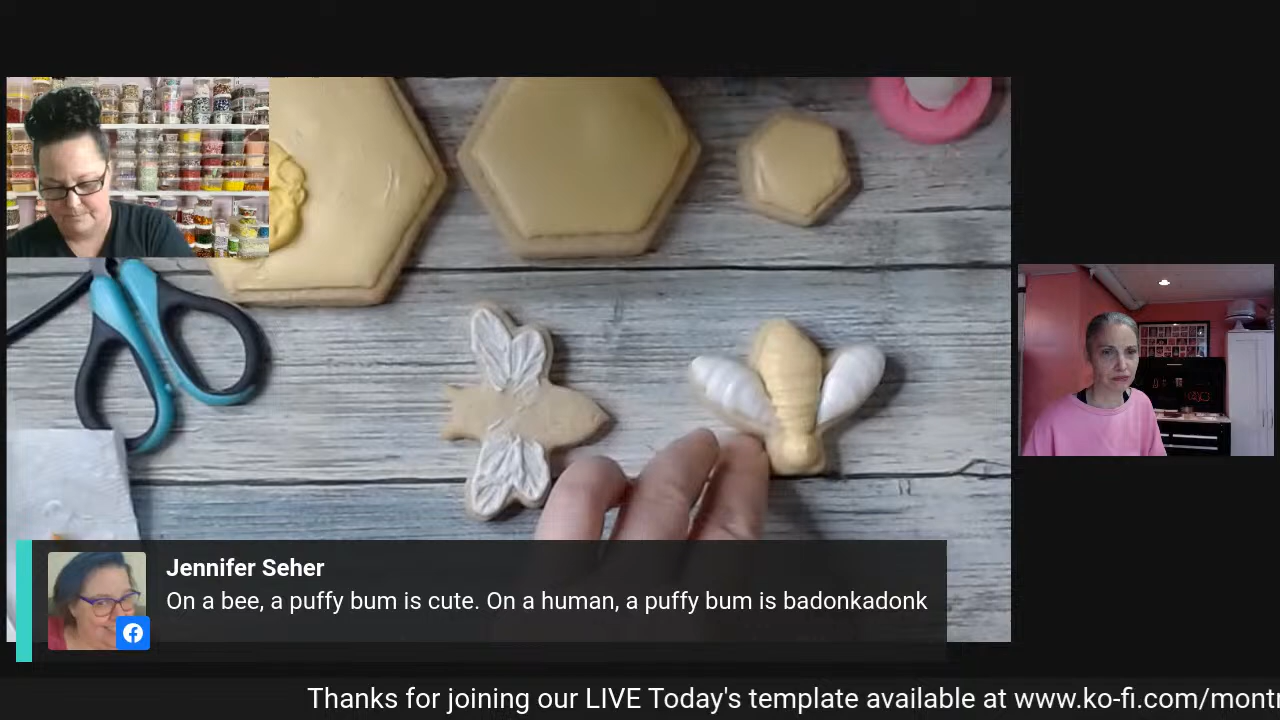 Jennifer Seher
On a bee, a puffy bum is cute. On a human, a puffy bum is badonkadonk
Thanks for joining our LIVE Today's template available at www.ko-fi.com/mont